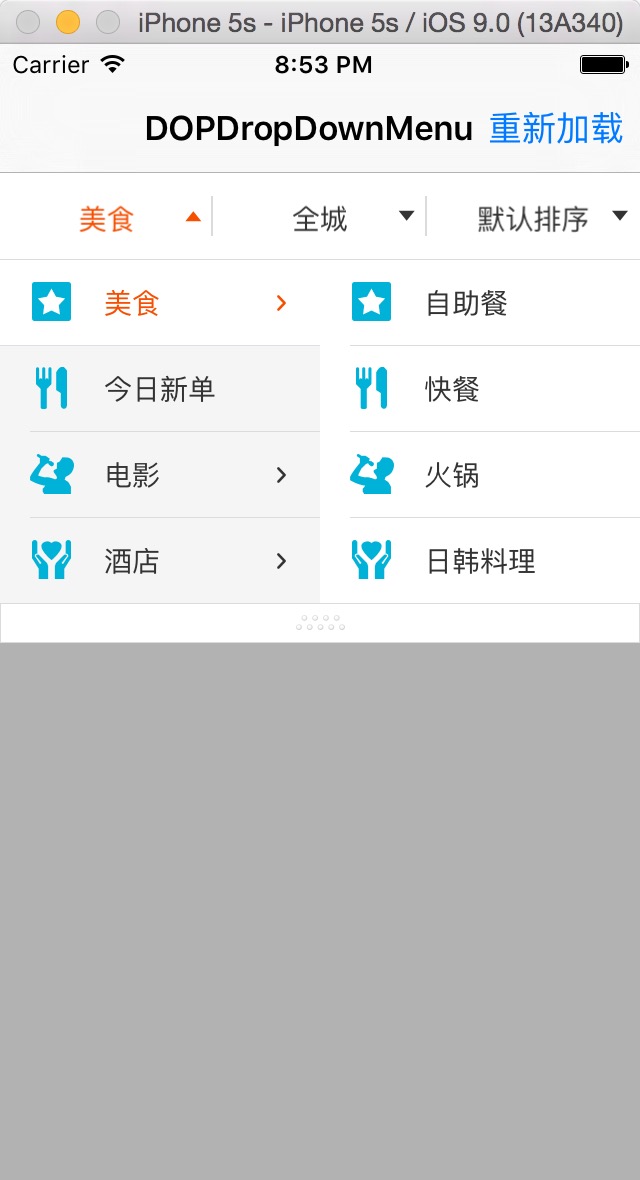 iPhone 5s - iPhone 5s / iOS 9.0 (13A340)
Carrier 8:53 PM
DOPDropDownMenu 重新加载
美食 全城 默认排序
美食 自助餐
今日新单 快餐
电影 火锅
酒店 日韩料理